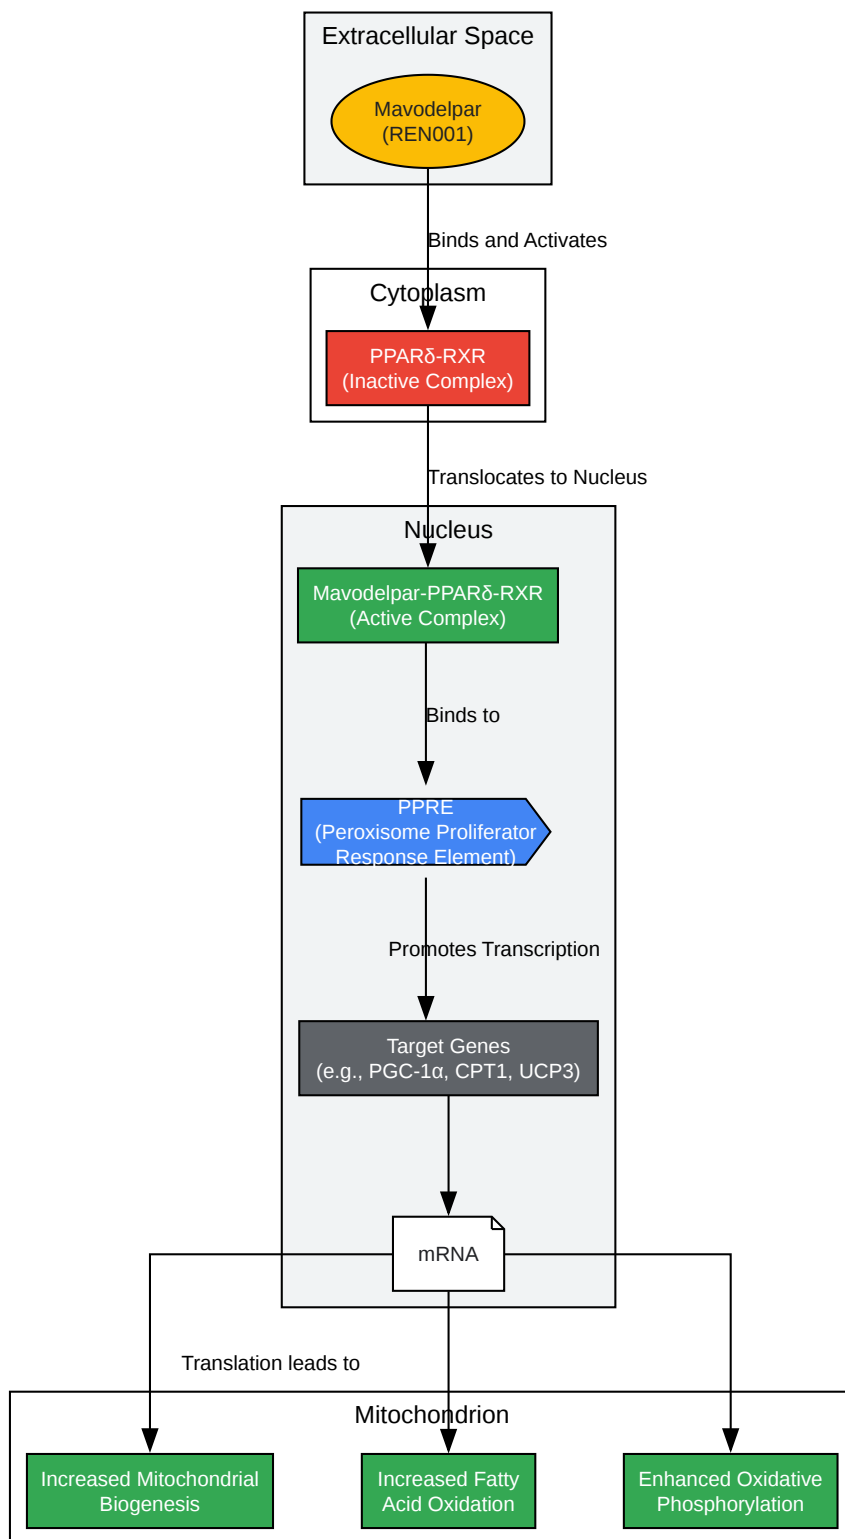 Extracellular Space
Mavodelpar
(REN001)
Binds and Activates
Cytoplasm
PPARδ-RXR
(Inactive Complex)
Translocates to Nucleus
Nucleus
Mavodelpar-PPARδ-RXR
(Active Complex)
Binds to
PPRE
(Peroxisome Proliferator
Response Element)
Promotes Transcription
Target Genes
(e.g., PGC-1α, CPT1, UCP3)
mRNA
Translation leads to
Mitochondrion
Increased Mitochondrial
Biogenesis
Increased Fatty
Acid Oxidation
Enhanced Oxidative
Phosphorylation